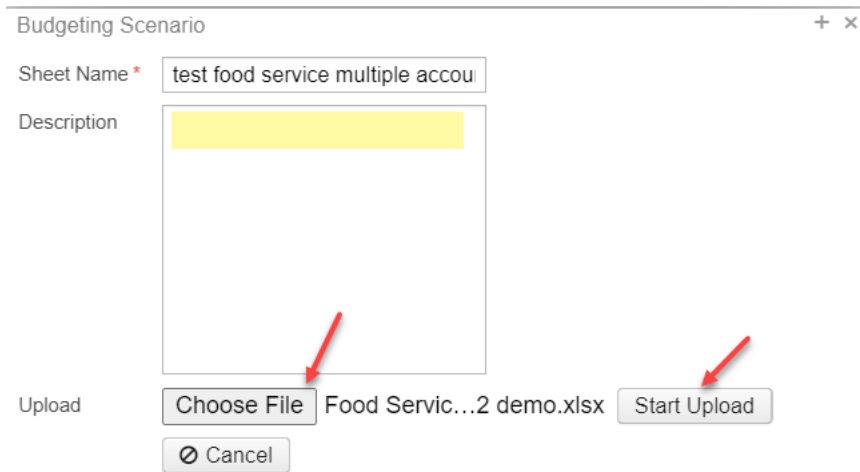 Budgeting Scenario
Sheet Name * test food service multiple accou
Description
Upload Choose File Food Servic...2 demo.xlsx Start Upload
Cancel